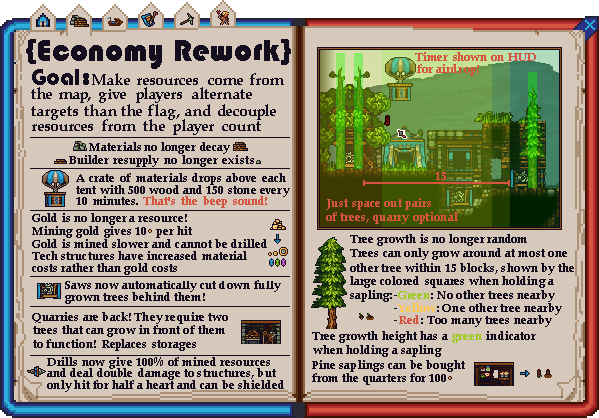 {Economy Rework}
Goal: Make resources come from
the map, give players alternate
targets than the flag, and decouple
resources from the player count
Materials no longer decay
Builder resupply no longer exists
A crate of materials drops above each
tent with 500 wood and 150 stone every
10 minutes. That's the beep sound!
Gold is no longer a resource!
Mining gold gives 10 per hit
Gold is mined slower and cannot be drilled
Tech structures have increased material
costs rather than gold costs
Saws now automatically cut down fully
grown trees behind them!
Quarries are back! They require two
trees that can grow in front of them
to function! Replaces storages
Drills now give 100% of mined resources
and deal double damage to structures, but
only hit for half a heart and can be shielded
Timer shown on HUD
for airdrop!
15
Just space out pairs
of trees, quarry optional
Tree growth is no longer random
Trees can only grow around at most one
other tree within 15 blocks, shown by the
large colored squares when holding a
sapling: -Green: No other trees nearby
-Yellow: One other tree nearby
-Red: Too many trees nearby
Tree growth height has a green indicator
when holding a sapling
Pine saplings can be bought
from the quarters for 100